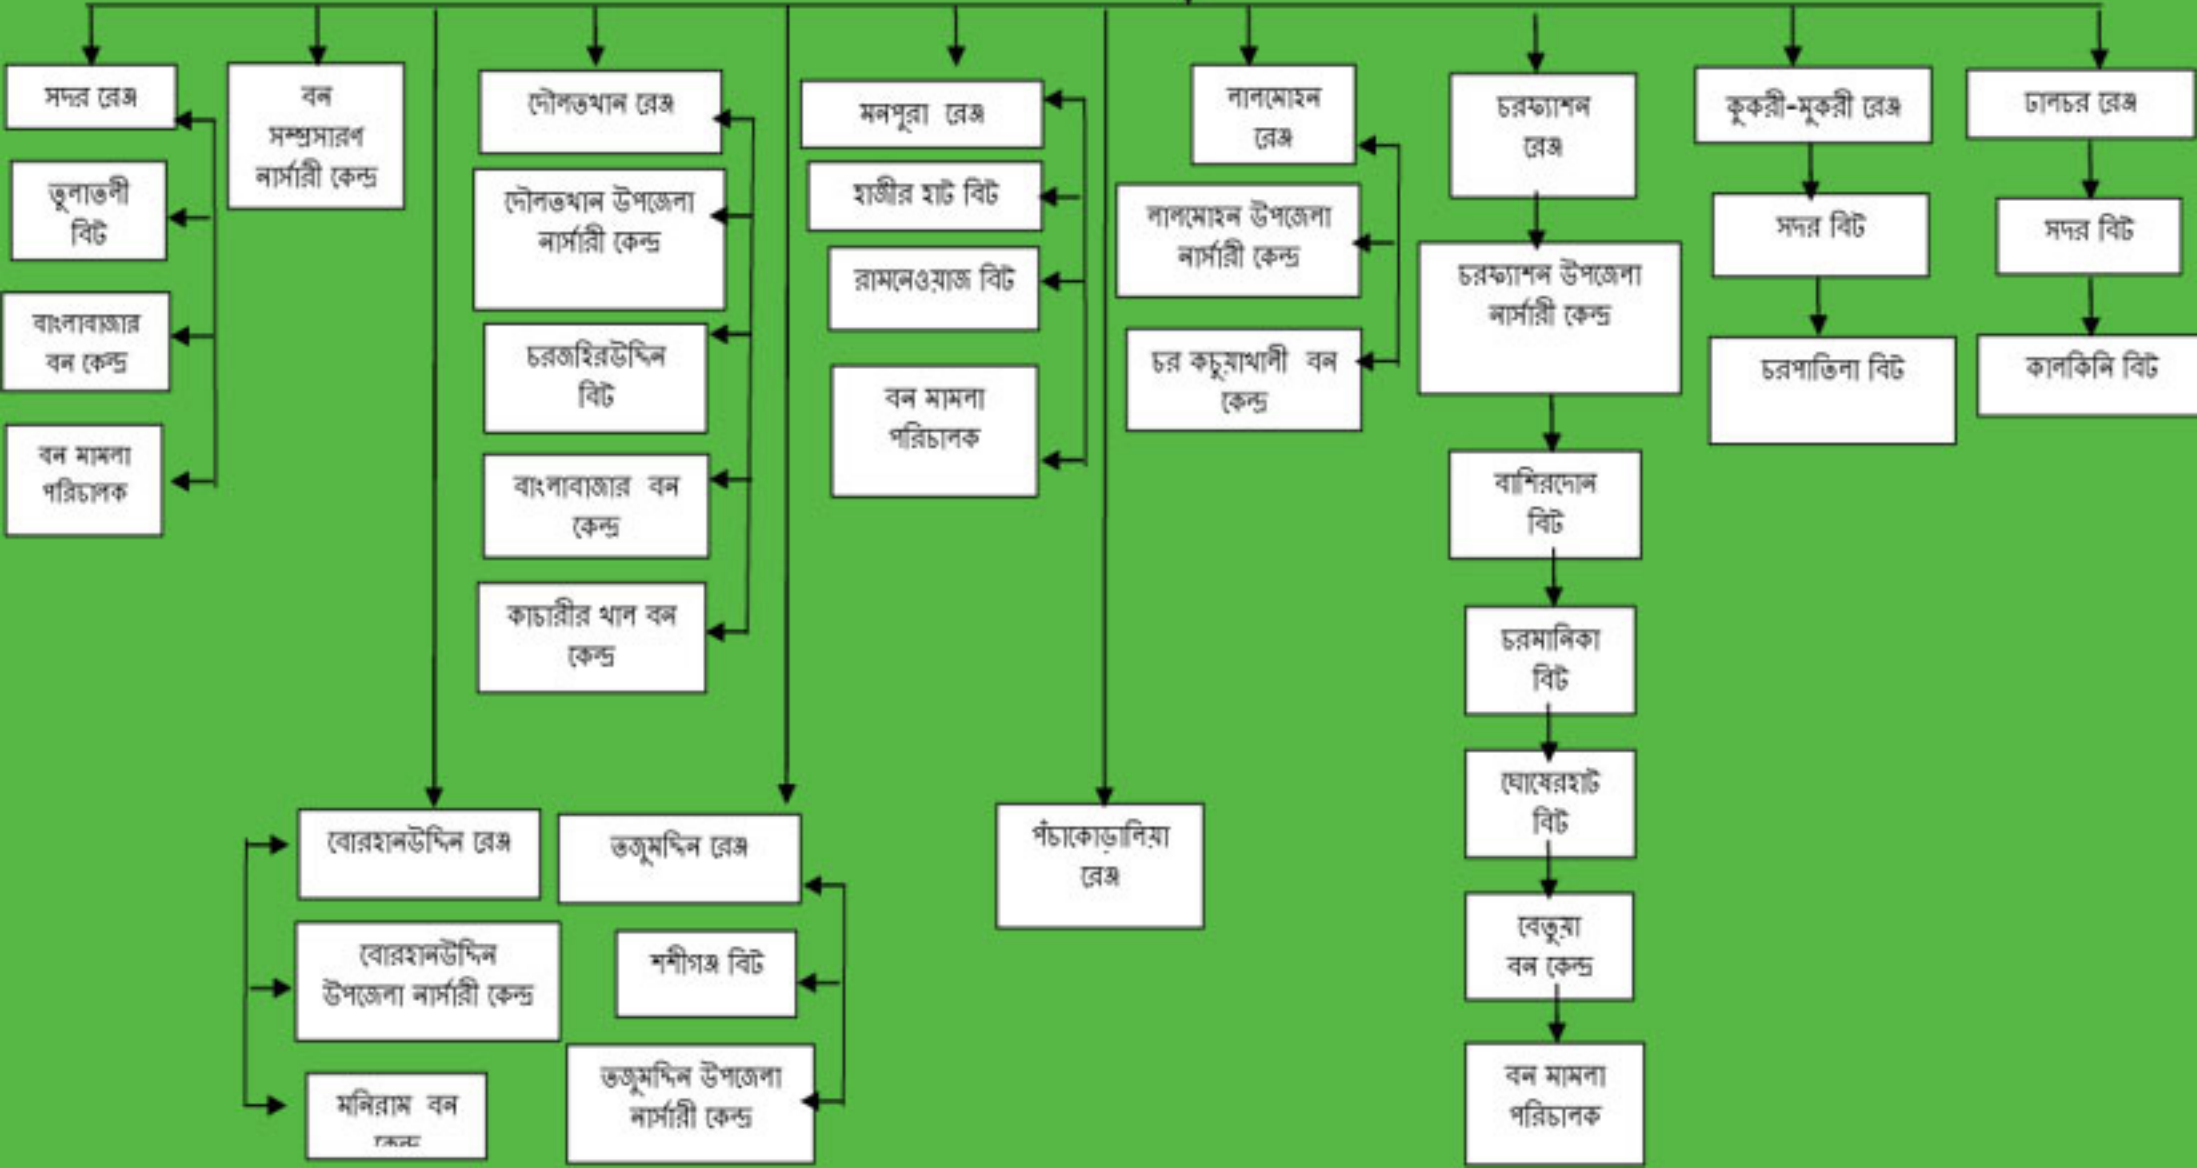 সদর রেঞ্জ
তুলাতলী
বিট
বাংলাবাজার
বন কেন্দ্র
বন মামলা
পরিচালক
বন
সম্প্রসারণ
নার্সারী কেন্দ্র
দৌলতখান রেঞ্জ
দৌলতখান উপজেলা
নার্সারী কেন্দ্র
চরজহিরউদ্দিন
বিট
বাংলাবাজার বন
কেন্দ্র
কাচারীর খাল বন
কেন্দ্র
মনপুরা রেঞ্জ
হাজীর হাট বিট
রামনেওয়াজ বিট
বন মামলা
পরিচালক
লালমোহন
রেঞ্জ
লালমোহন উপজেলা
নার্সারী কেন্দ্র
চর কচুয়াখালী বন
কেন্দ্র
চরফ্যাশন
রেঞ্জ
চরফ্যাশন উপজেলা
নার্সারী কেন্দ্র
বাশিরদোন
বিট
চরমানিকা
বিট
ঘোষেরহাট
বিট
বেতুয়া
বন কেন্দ্র
বন মামলা
পরিচালক
কুকরী-মুকরী রেঞ্জ
সদর বিট
চরপাতিলা বিট
ঢালচর রেঞ্জ
সদর বিট
কালকিনি বিট
বোরহানউদ্দিন রেঞ্জ
বোরহানউদ্দিন
উপজেলা নার্সারী কেন্দ্র
মনিরাম বন
কেন্দ্র
তজুমদ্দিন রেঞ্জ
শশীগঞ্জ বিট
তজুমদ্দিন উপজেলা
নার্সারী কেন্দ্র
পঁচাকোড়ালিয়া
রেঞ্জ